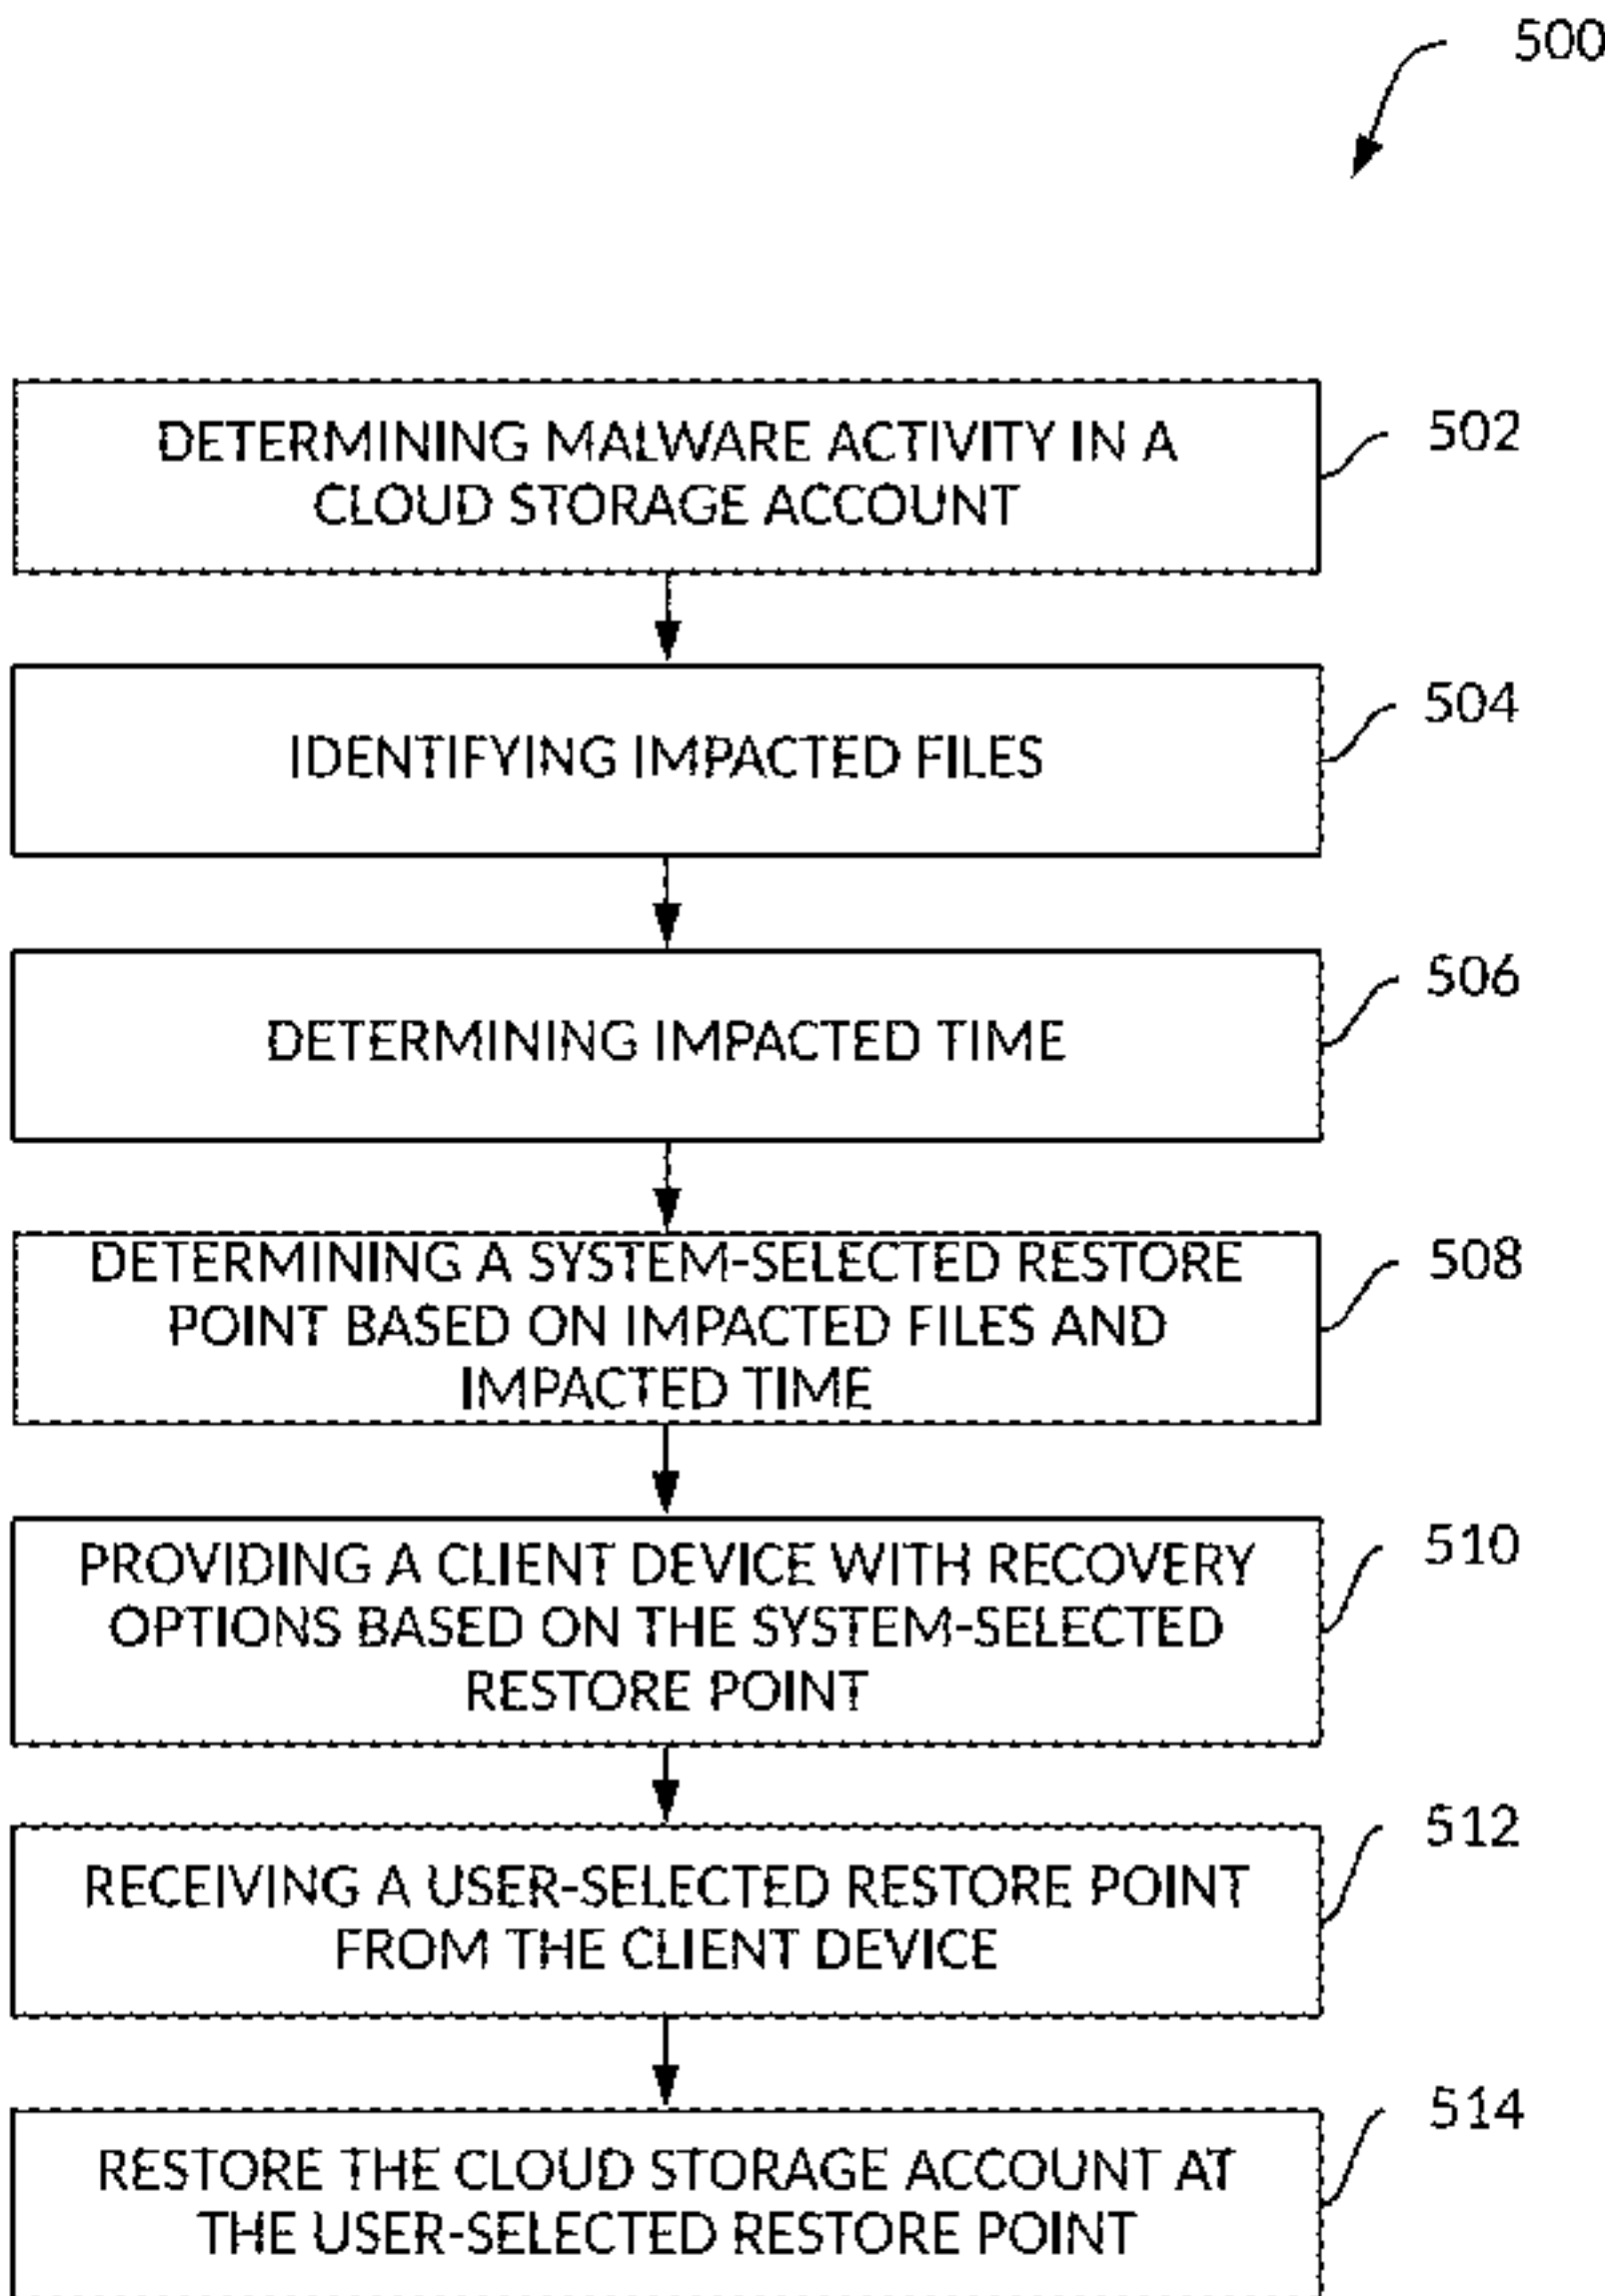 500
DETERMINING MALWARE ACTIVITY IN A
CLOUD STORAGE ACCOUNT
502
IDENTIFYING IMPACTED FILES
504
DETERMINING IMPACTED TIME
506
DETERMINING A SYSTEM-SELECTED RESTORE
POINT BASED ON IMPACTED FILES AND
IMPACTED TIME
508
PROVIDING A CLIENT DEVICE WITH RECOVERY
OPTIONS BASED ON THE SYSTEM-SELECTED
RESTORE POINT
510
RECEIVING A USER-SELECTED RESTORE POINT
FROM THE CLIENT DEVICE
512
RESTORE THE CLOUD STORAGE ACCOUNT AT
THE USER-SELECTED RESTORE POINT
514